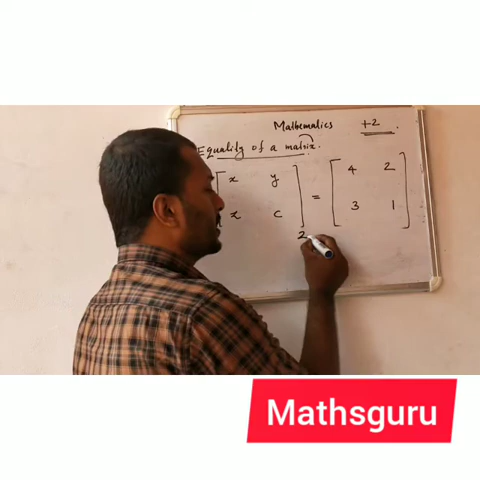 Mathematics +2.
Equality of a matrix.
[ x y ] = [ 4 2 ]
[ x c ] [ 3 1 ]
2
Mathsguru